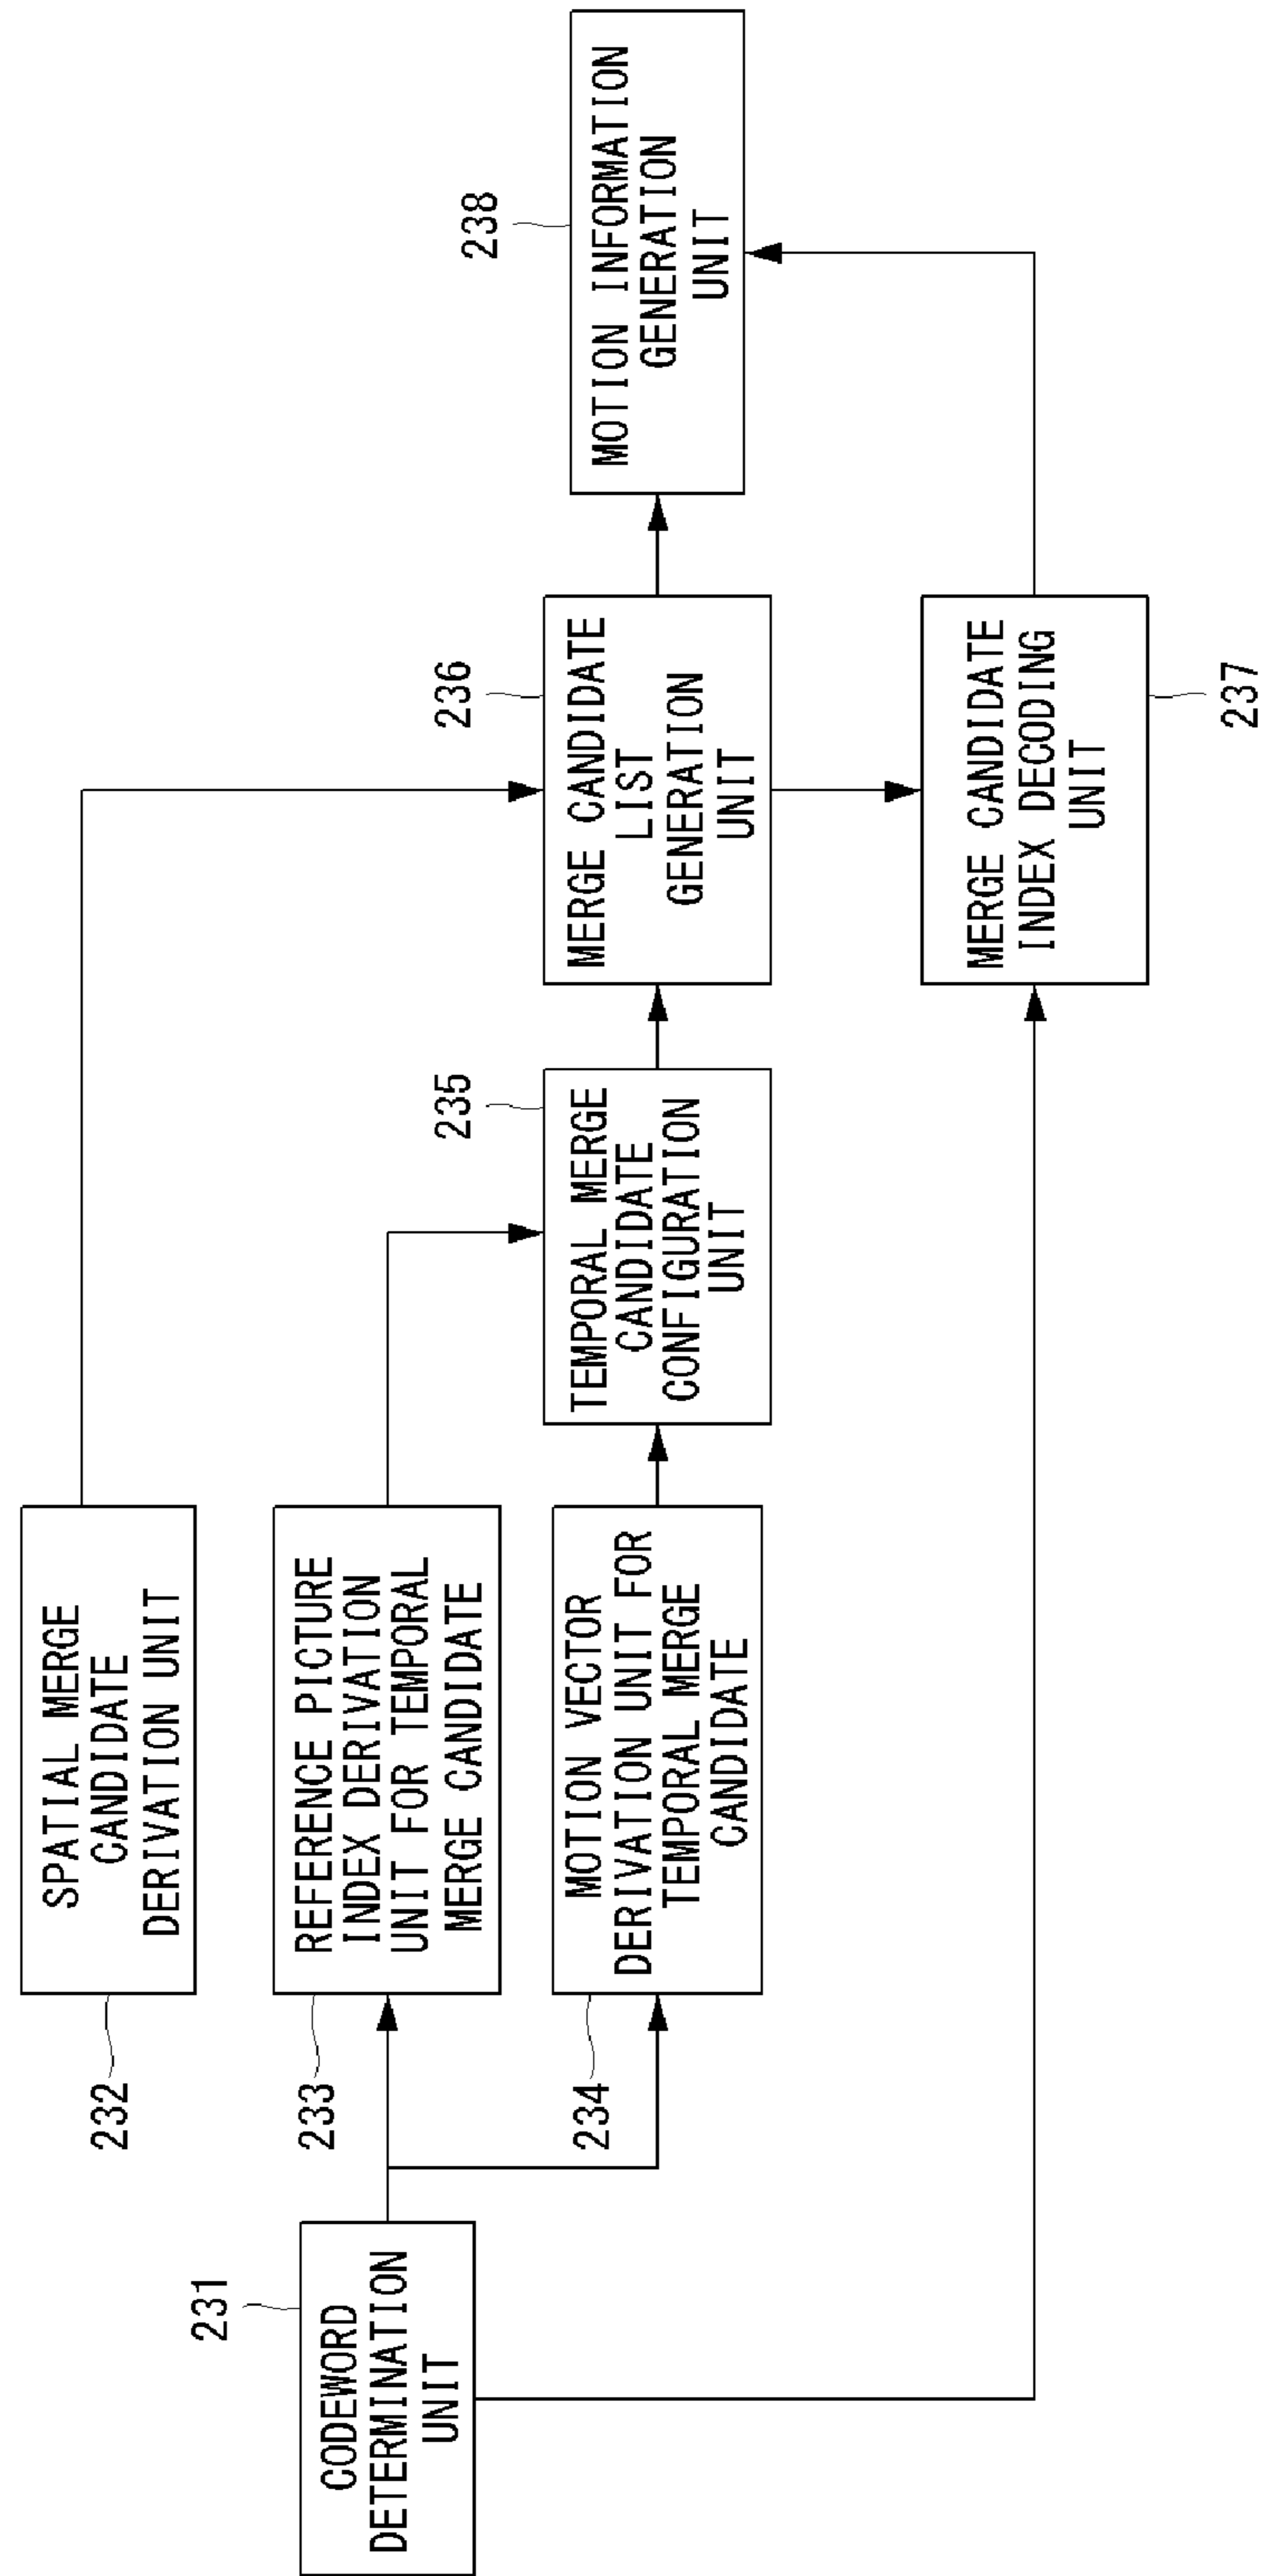 231
CODEWORD
DETERMINATION
UNIT
232
SPATIAL MERGE
CANDIDATE
DERIVATION UNIT
233
REFERENCE PICTURE
INDEX DERIVATION
UNIT FOR TEMPORAL
MERGE CANDIDATE
234
MOTION VECTOR
DERIVATION UNIT FOR
TEMPORAL MERGE
CANDIDATE
235
TEMPORAL MERGE
CANDIDATE
CONFIGURATION
UNIT
236
MERGE CANDIDATE
LIST
GENERATION
UNIT
MERGE CANDIDATE
INDEX DECODING
UNIT
237
238
MOTION INFORMATION
GENERATION
UNIT